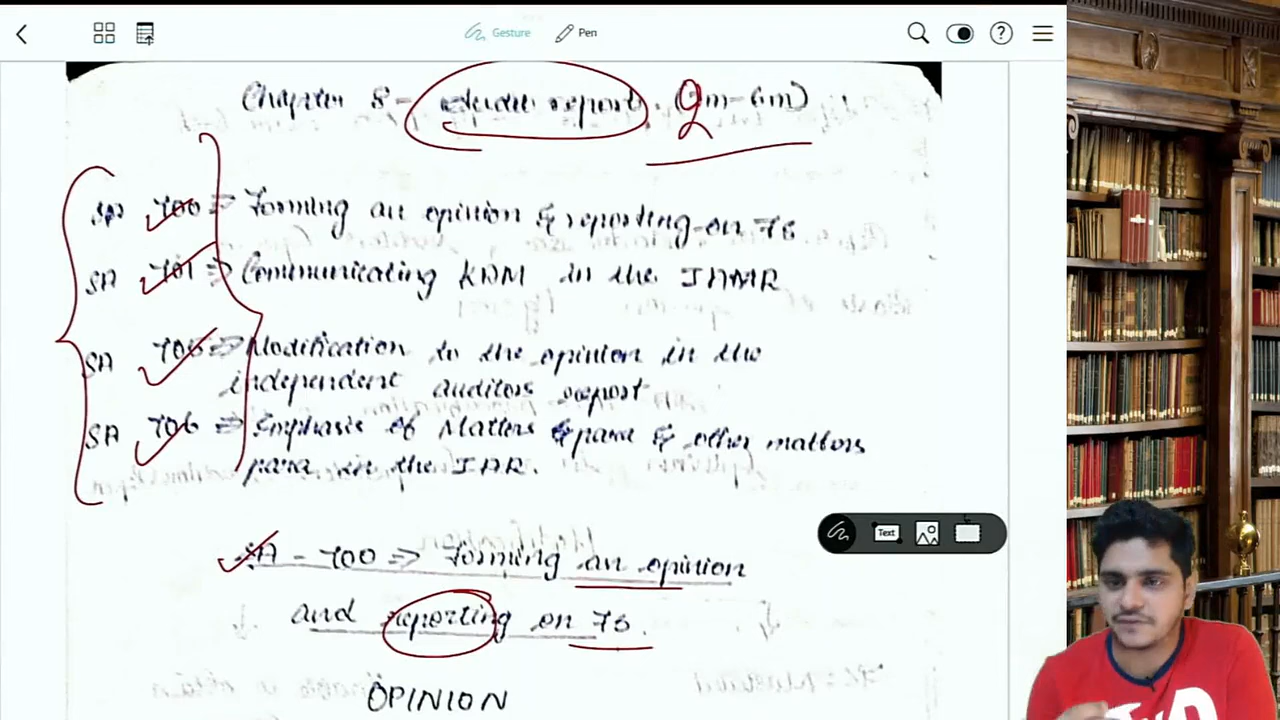 Gesture Pen
Chapter 8 - report. (2m-6m)
SA 700 => Forming an opinion & reporting on FS
SA 701 => Communicating KAM in the IAAR
SA 705 => Modification to the opinion in the
independent auditors report
SA 706 => Emphasis of Matters para & other matters
para in the IAR.
Text
SA - 700 => Forming an opinion
and reporting on FS.
OPINION